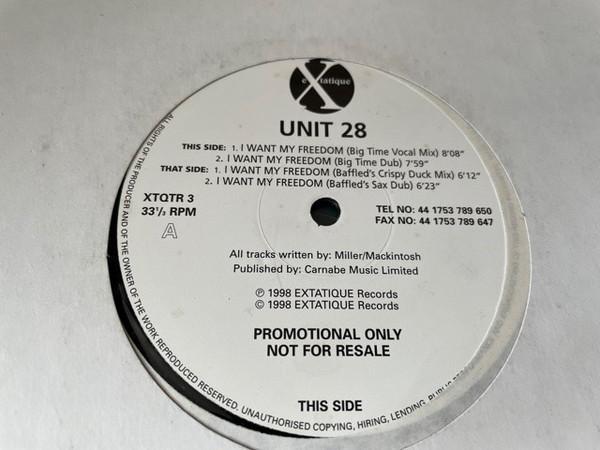 eXtatique
UNIT 28
THIS SIDE: 1. I WANT MY FREEDOM (Big Time Vocal Mix) 8'08"
2. I WANT MY FREEDOM (Big Time Dub) 7'59"
THAT SIDE: 1. I WANT MY FREEDOM (Baffled's Crispy Duck Mix) 6'12"
2. I WANT MY FREEDOM (Baffled's Sax Dub) 6'23"
XTQTR 3
33⅓ RPM
A
TEL NO: 44 1753 789 650
FAX NO: 44 1753 789 647
All tracks written by: Miller/Mackintosh
Published by: Carnabe Music Limited
℗ 1998 EXTATIQUE Records
© 1998 EXTATIQUE Records
PROMOTIONAL ONLY
NOT FOR RESALE
THIS SIDE
ALL RIGHTS OF THE PRODUCER AND OF THE OWNER OF THE WORK REPRODUCED RESERVED. UNAUTHORISED COPYING, HIRING, LENDING, PUBLIC